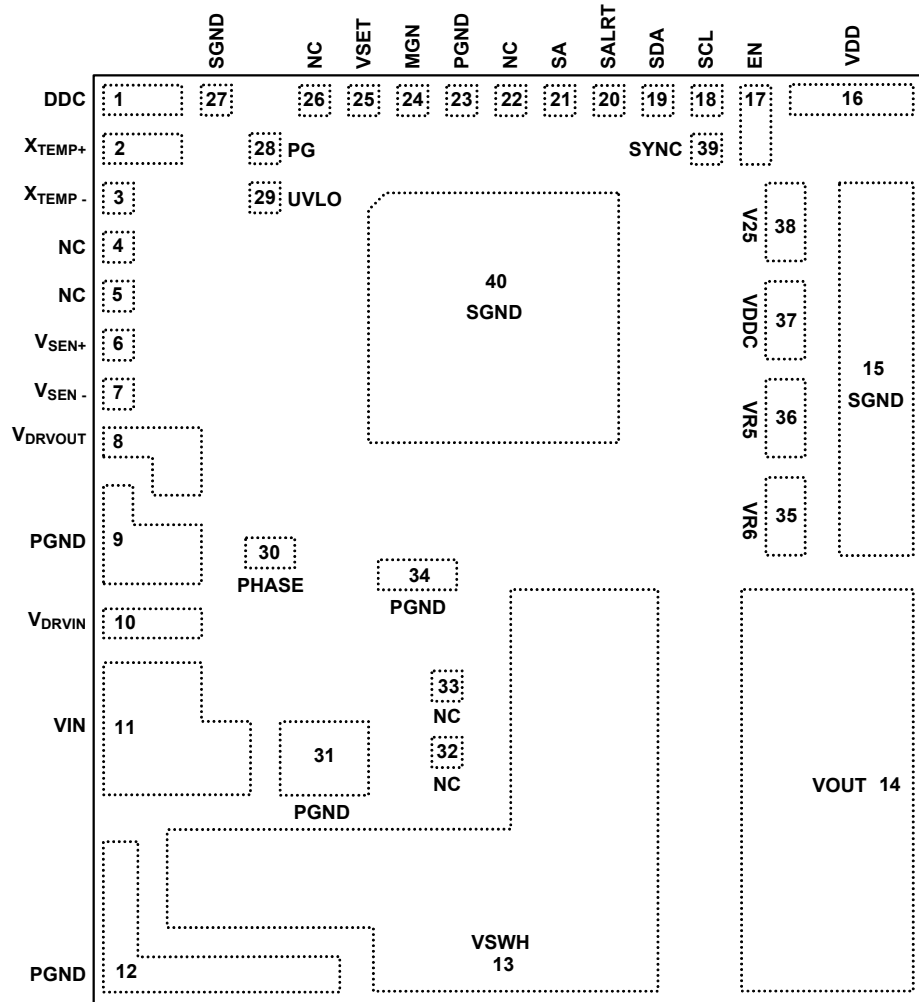 SGND NC VSET MGN PGND NC SA SALRT SDA SCL EN VDD
DDC 1 27 26 25 24 23 22 21 20 19 18 17 16
XTEMP+ 2 28 PG SYNC 39
XTEMP - 3 29 UVLO
NC 4
V25 38
NC 5
40
SGND
VSEN+ 6
VDDC 37
VSEN - 7
15
SGND
VR5 36
VDRVOUT 8
VR6 35
PGND 9
30
PHASE
34
PGND
VDRVIN 10
33
NC
VIN 11
31
PGND
32
NC
VOUT 14
VSWH
13
PGND 12